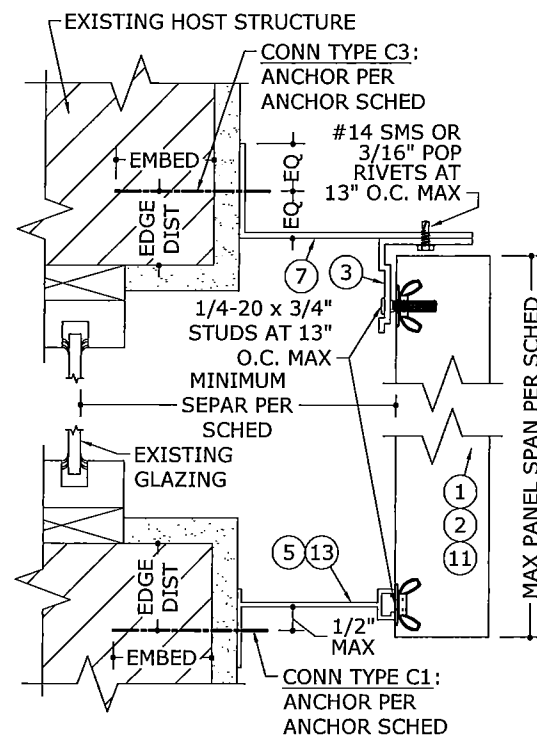 EXISTING HOST STRUCTURE
CONN TYPE C3:
ANCHOR PER
ANCHOR SCHED
#14 SMS OR
3/16" POP
RIVETS AT
13" O.C. MAX
EMBED
EDGE
DIST
EQ
EQ
7
3
1/4-20 x 3/4"
STUDS AT 13"
O.C. MAX
MINIMUM
SEPAR PER
SCHED
EXISTING
GLAZING
MAX PANEL SPAN PER SCHED
1
2
11
5
13
EDGE
DIST
EMBED
1/2"
MAX
CONN TYPE C1:
ANCHOR PER
ANCHOR SCHED